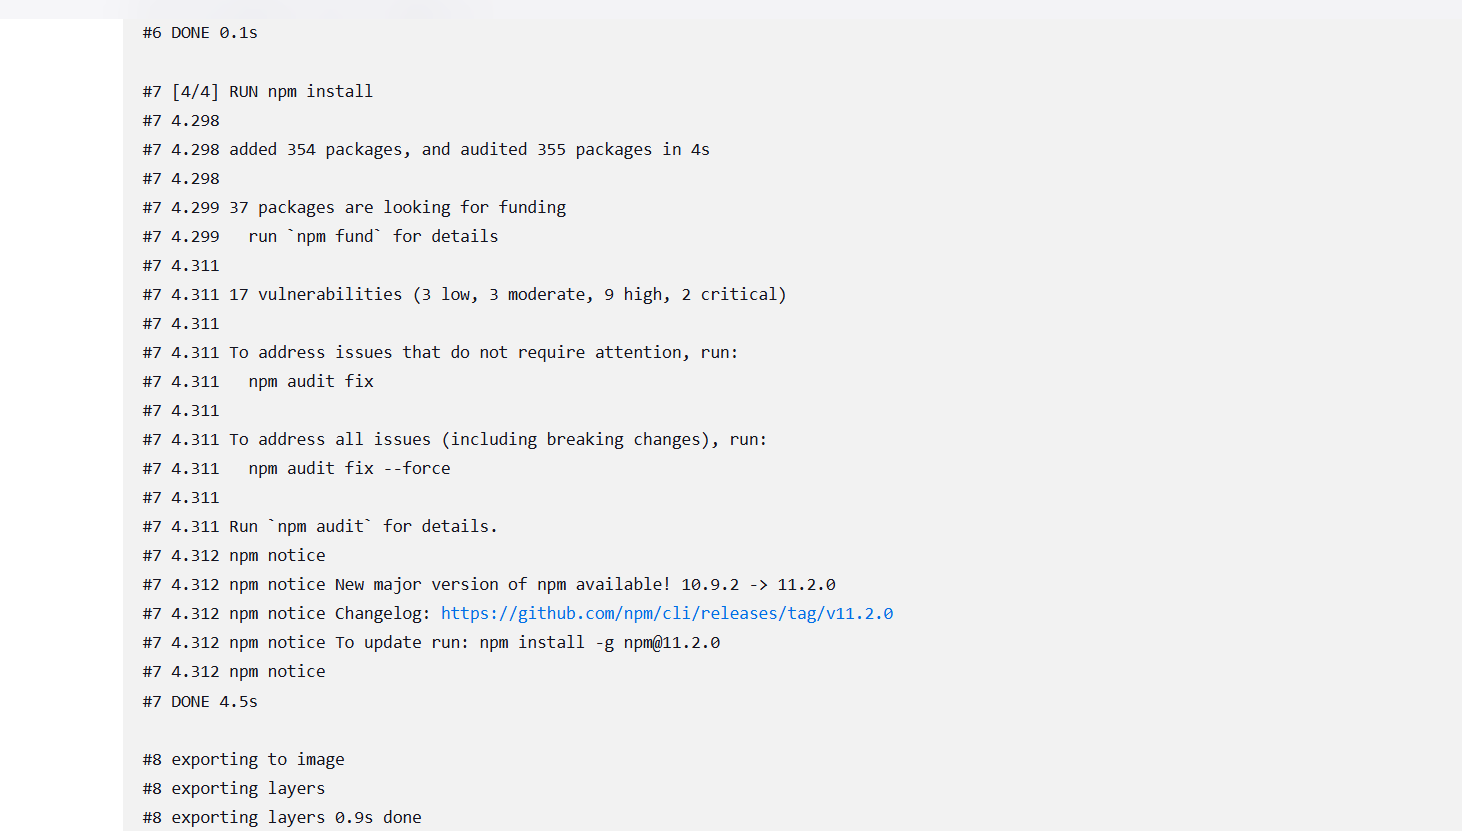 #6 DONE 0.1s
#7 [4/4] RUN npm install
#7 4.298
#7 4.298 added 354 packages, and audited 355 packages in 4s
#7 4.298
#7 4.299 37 packages are looking for funding
#7 4.299   run `npm fund` for details
#7 4.311
#7 4.311 17 vulnerabilities (3 low, 3 moderate, 9 high, 2 critical)
#7 4.311
#7 4.311 To address issues that do not require attention, run:
#7 4.311   npm audit fix
#7 4.311
#7 4.311 To address all issues (including breaking changes), run:
#7 4.311   npm audit fix --force
#7 4.311
#7 4.311 Run `npm audit` for details.
#7 4.312 npm notice
#7 4.312 npm notice New major version of npm available! 10.9.2 -> 11.2.0
#7 4.312 npm notice Changelog: https://github.com/npm/cli/releases/tag/v11.2.0
#7 4.312 npm notice To update run: npm install -g npm@11.2.0
#7 4.312 npm notice
#7 DONE 4.5s
#8 exporting to image
#8 exporting layers
#8 exporting layers 0.9s done